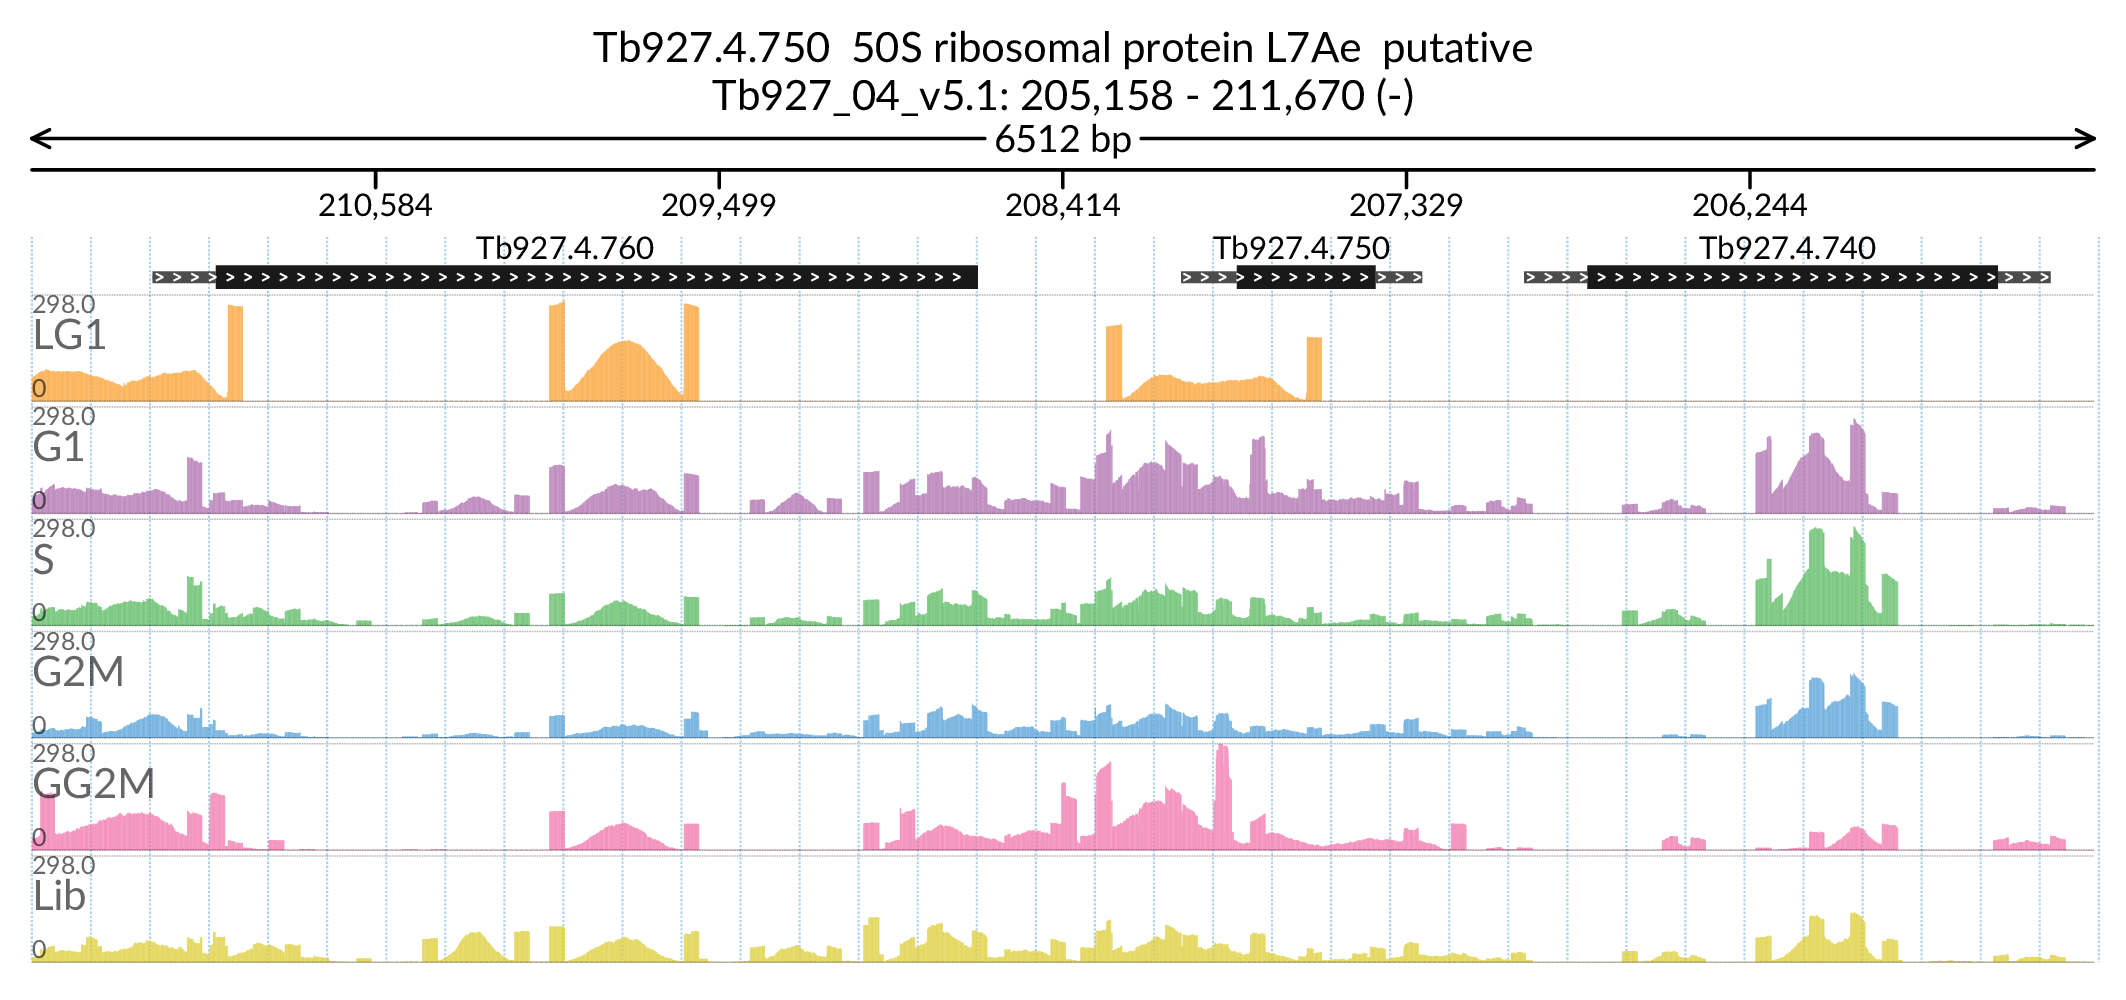 Tb927.4.750  50S ribosomal protein L7Ae  putative
Tb927_04_v5.1: 205,158 - 211,670 (-)
6512 bp
210,584 209,499 208,414 207,329 206,244
Tb927.4.760 Tb927.4.750 Tb927.4.740
298.0
LG1
0
298.0
G1
0
298.0
S
0
298.0
G2M
0
298.0
GG2M
0
298.0
Lib
0